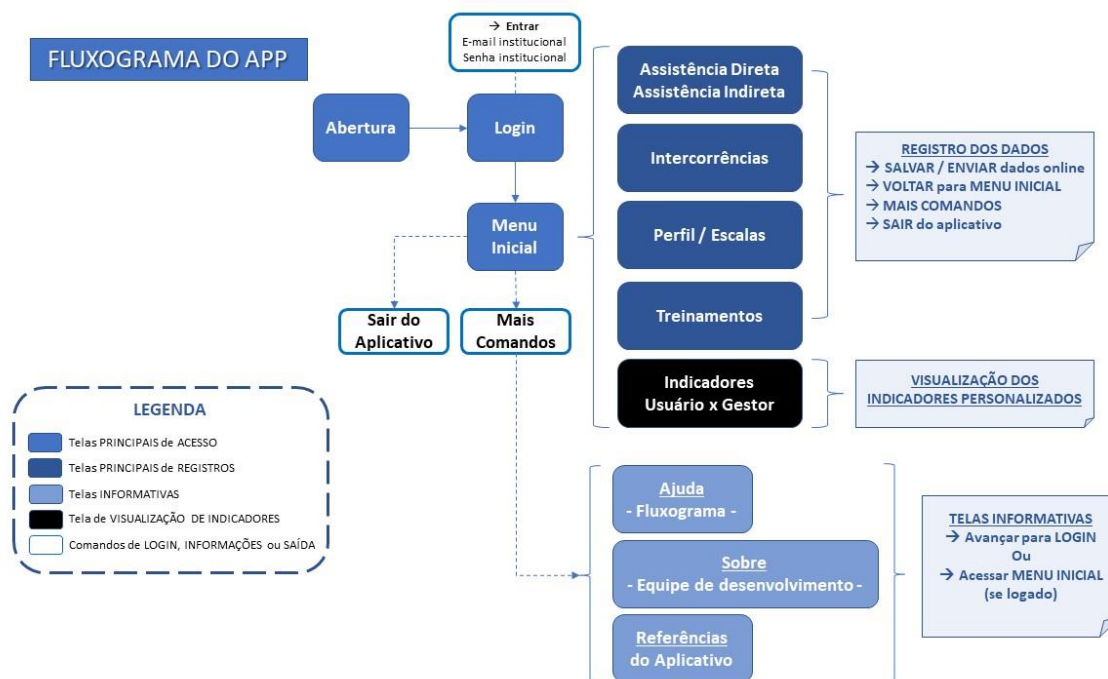 FLUXOGRAMA DO APP
→ Entrar
E-mail institucional
Senha institucional
Abertura
Login
Menu
Inicial
Sair do
Aplicativo
Mais
Comandos
Assistência Direta
Assistência Indireta
Intercorrências
Perfil / Escalas
Treinamentos
Indicadores
Usuário x Gestor
REGISTRO DOS DADOS
→ SALVAR / ENVIAR dados online
→ VOLTAR para MENU INICIAL
→ MAIS COMANDOS
→ SAIR do aplicativo
VISUALIZAÇÃO DOS
INDICADORES PERSONALIZADOS
LEGENDA
Telas PRINCIPAIS de ACESSO
Telas PRINCIPAIS de REGISTROS
Telas INFORMATIVAS
Tela de VISUALIZAÇÃO DE INDICADORES
Comandos de LOGIN, INFORMAÇÕES ou SAÍDA
Ajuda
- Fluxograma -
Sobre
- Equipe de desenvolvimento -
Referências
do Aplicativo
TELAS INFORMATIVAS
→ Avançar para LOGIN
Ou
→ Acessar MENU INICIAL
(se logado)